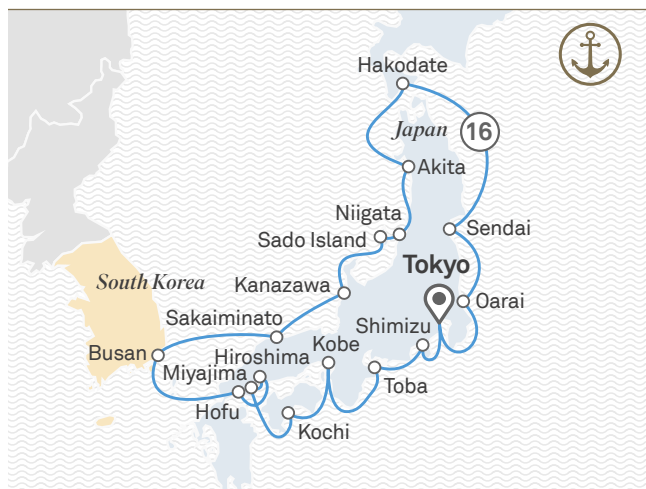 Hakodate
Japan
16
Akita
Niigata
Sendai
Sado Island
Tokyo
South Korea
Kanazawa
Oarai
Sakaiminato
Shimizu
Busan
Hiroshima
Kobe
Miyajima
Toba
Hofu
Kochi